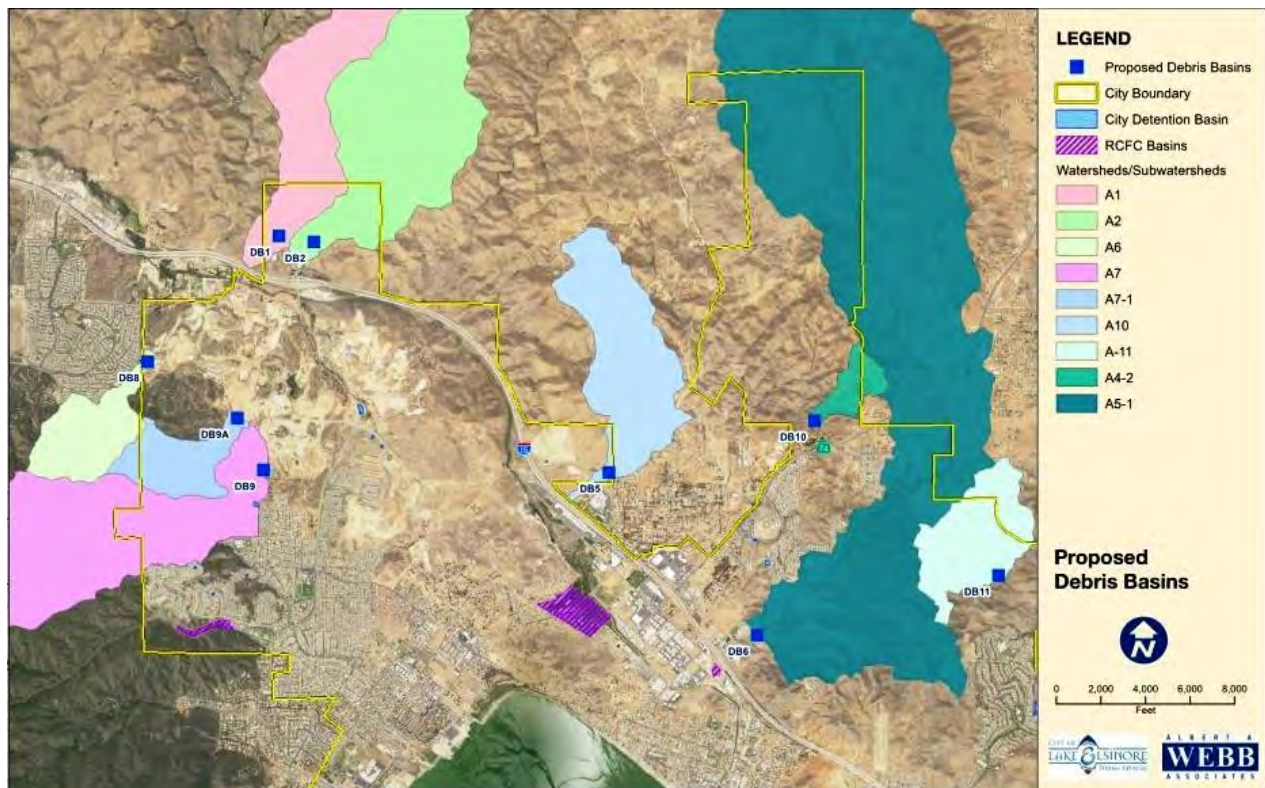 DB1
DB2
DB8
DB9A
DB9
DB5
15
DB10
74
DB11
DB6
LEGEND
Proposed Debris Basins
City Boundary
City Detention Basin
RCFC Basins
Watersheds/Subwatersheds
A1
A2
A6
A7
A7-1
A10
A-11
A4-2
A5-1
Proposed
Debris Basins
N
0 2,000 4,000 6,000 8,000
Feet
CITY OF
LAKE ELSINORE
ALBERT A
WEBB
ASSOCIATES